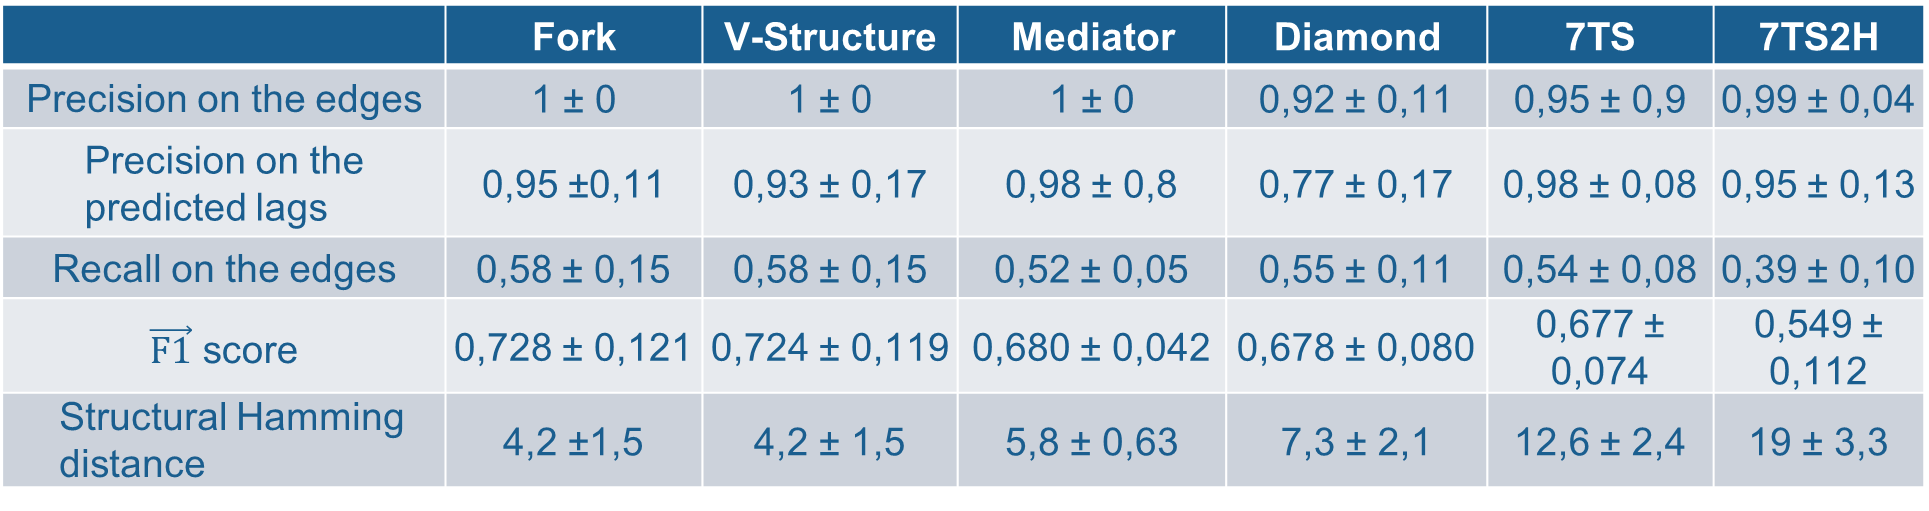 Fork V-Structure Mediator Diamond 7TS 7TS2H
Precision on the edges 1 ± 0 1 ± 0 1 ± 0 0,92 ± 0,11 0,95 ± 0,9 0,99 ± 0,04
Precision on the
predicted lags 0,95 ±0,11 0,93 ± 0,17 0,98 ± 0,8 0,77 ± 0,17 0,98 ± 0,08 0,95 ± 0,13
Recall on the edges 0,58 ± 0,15 0,58 ± 0,15 0,52 ± 0,05 0,55 ± 0,11 0,54 ± 0,08 0,39 ± 0,10
F1 score 0,728 ± 0,121 0,724 ± 0,119 0,680 ± 0,042 0,678 ± 0,080 0,677 ± 0,549 ±
0,074 0,112
Structural Hamming
distance 4,2 ±1,5 4,2 ± 1,5 5,8 ± 0,63 7,3 ± 2,1 12,6 ± 2,4 19 ± 3,3